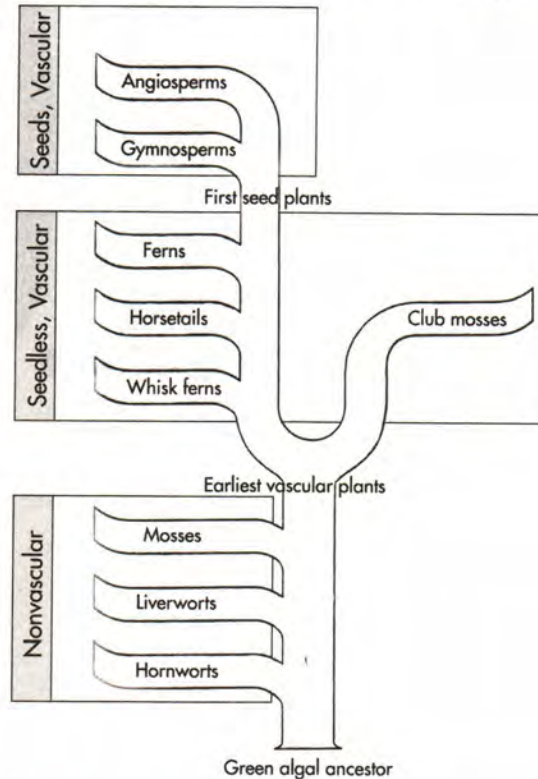 Seeds, Vascular
Angiosperms
Gymnosperms
First seed plants
Seedless, Vascular
Ferns
Horsetails
Club mosses
Whisk ferns
Earliest vascular plants
Nonvascular
Mosses
Liverworts
Hornworts
Green algal ancestor